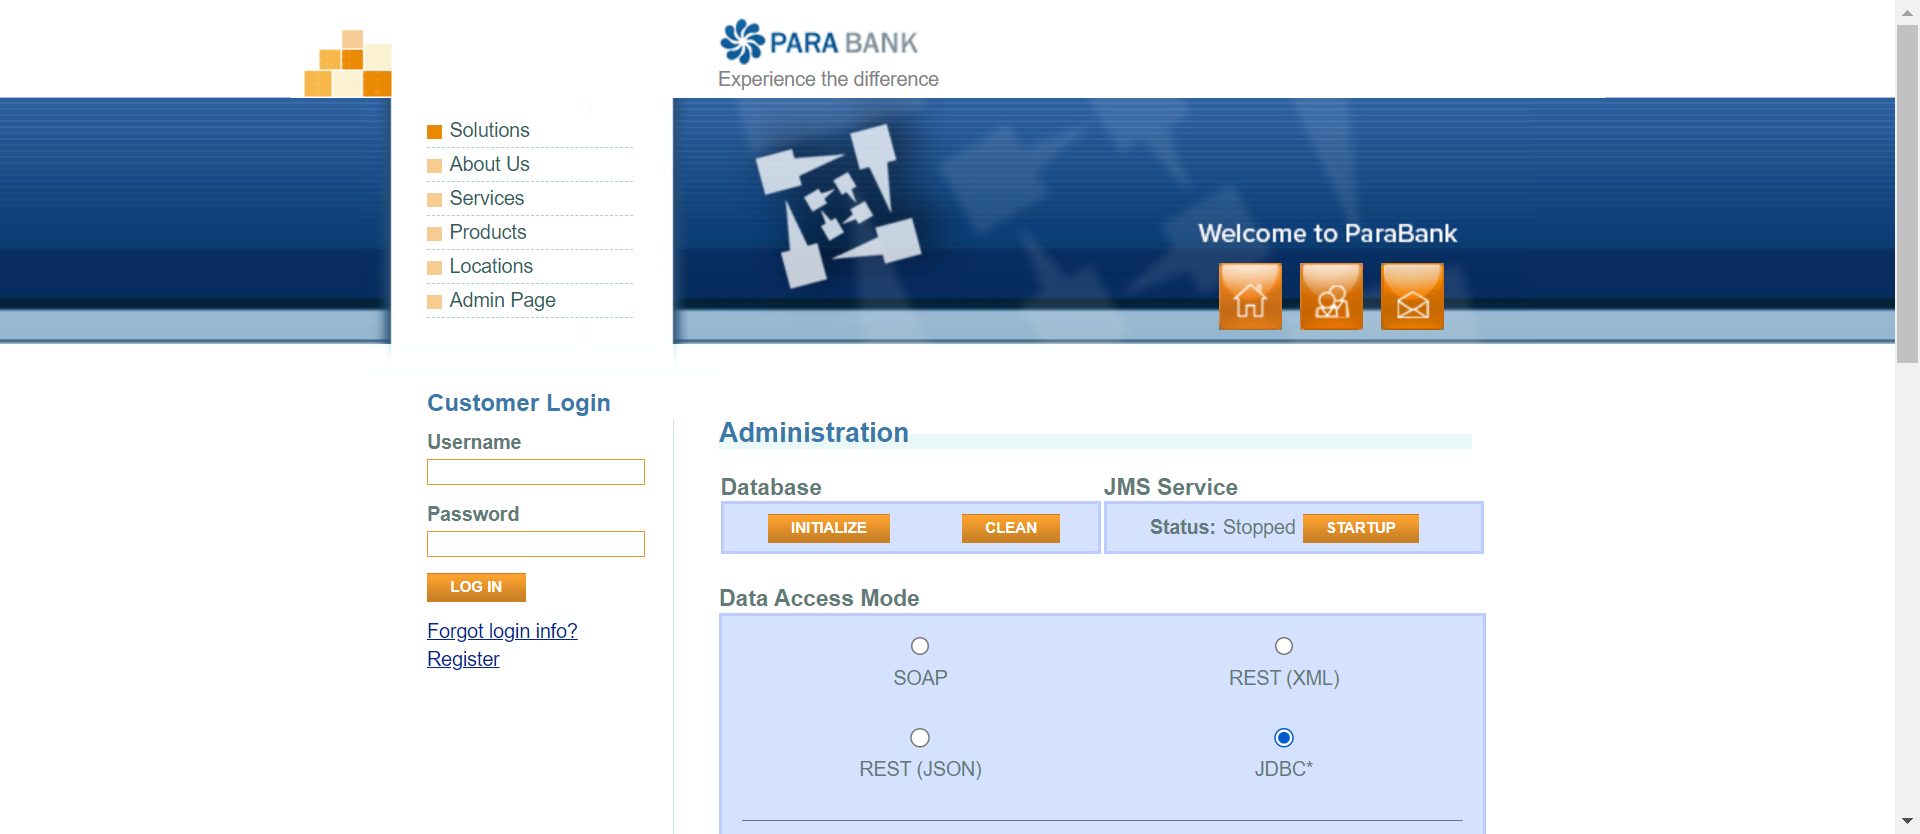 PARA BANK
Experience the difference
Solutions
About Us
Services
Products
Locations
Admin Page
Welcome to ParaBank
Customer Login
Username
Password
LOG IN
Forgot login info?
Register
Administration
Database
JMS Service
INITIALIZE CLEAN
Status: Stopped STARTUP
Data Access Mode
SOAP
REST (XML)
REST (JSON)
JDBC*